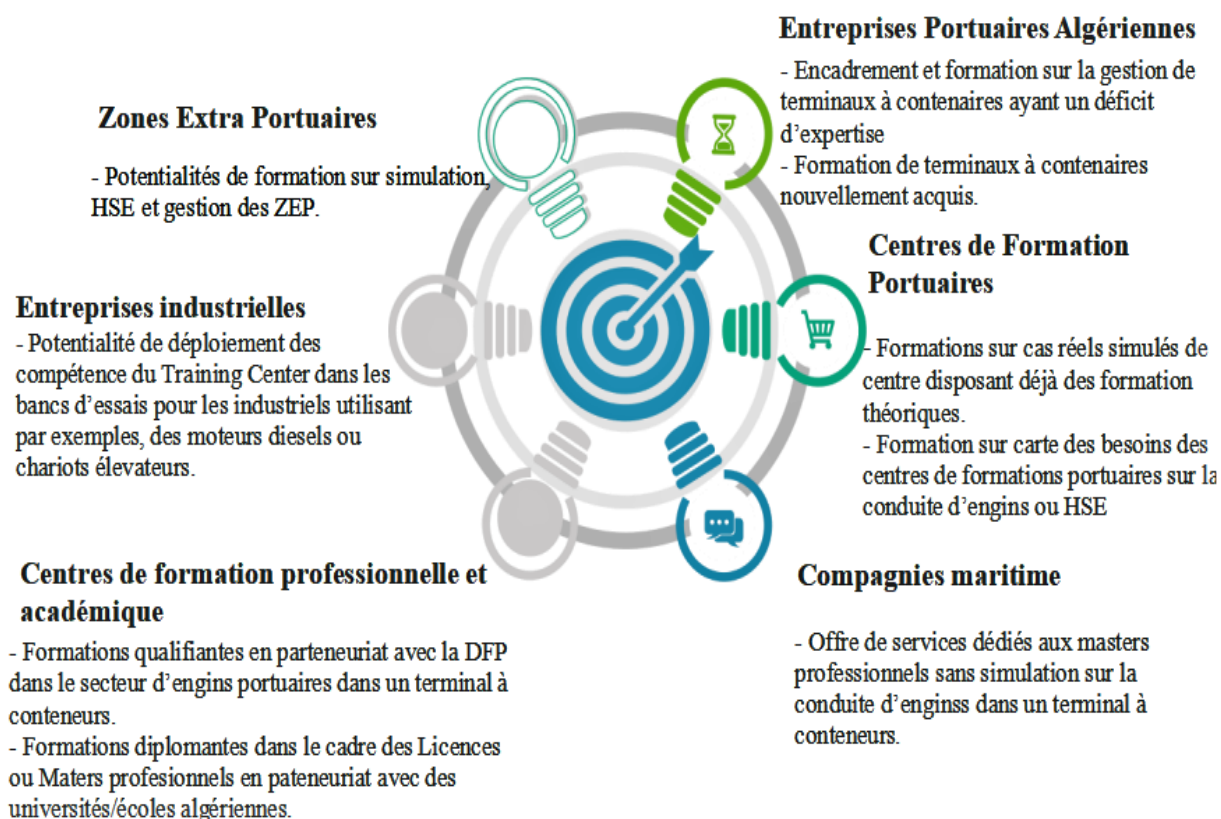 Entreprises Portuaires Algériennes
- Encadrement et formation sur la gestion de
terminaux à contenaires ayant un déficit
d'expertise
- Formation de terminaux à contenaires
nouvellement acquis.
Zones Extra Portuaires
- Potentialités de formation sur simulation,
HSE et gestion des ZEP.
Centres de Formation
Portuaires
- Formations sur cas réels simulés de
centre disposant déjà des formation
théoriques.
- Formation sur carte des besoins des
centres de formations portuaires sur la
conduite d'engins ou HSE
Entreprises industrielles
- Potentialité de déploiement des
compétence du Training Center dans les
bancs d'essais pour les industriels utilisant
par exemples, des moteurs diesels ou
chariots élevateurs.
Centres de formation professionnelle et
académique
- Formations qualifiantes en parteneuriat avec la DFP
dans le secteur d'engins portuaires dans un terminal à
conteneurs.
- Formations diplomantes dans le cadre des Licences
ou Maters profesionnels en pateneuriat avec des
universités/écoles algériennes.
Compagnies maritime
- Offre de services dédiés aux masters
professionnels sans simulation sur la
conduite d'enginss dans un terminal à
conteneurs.